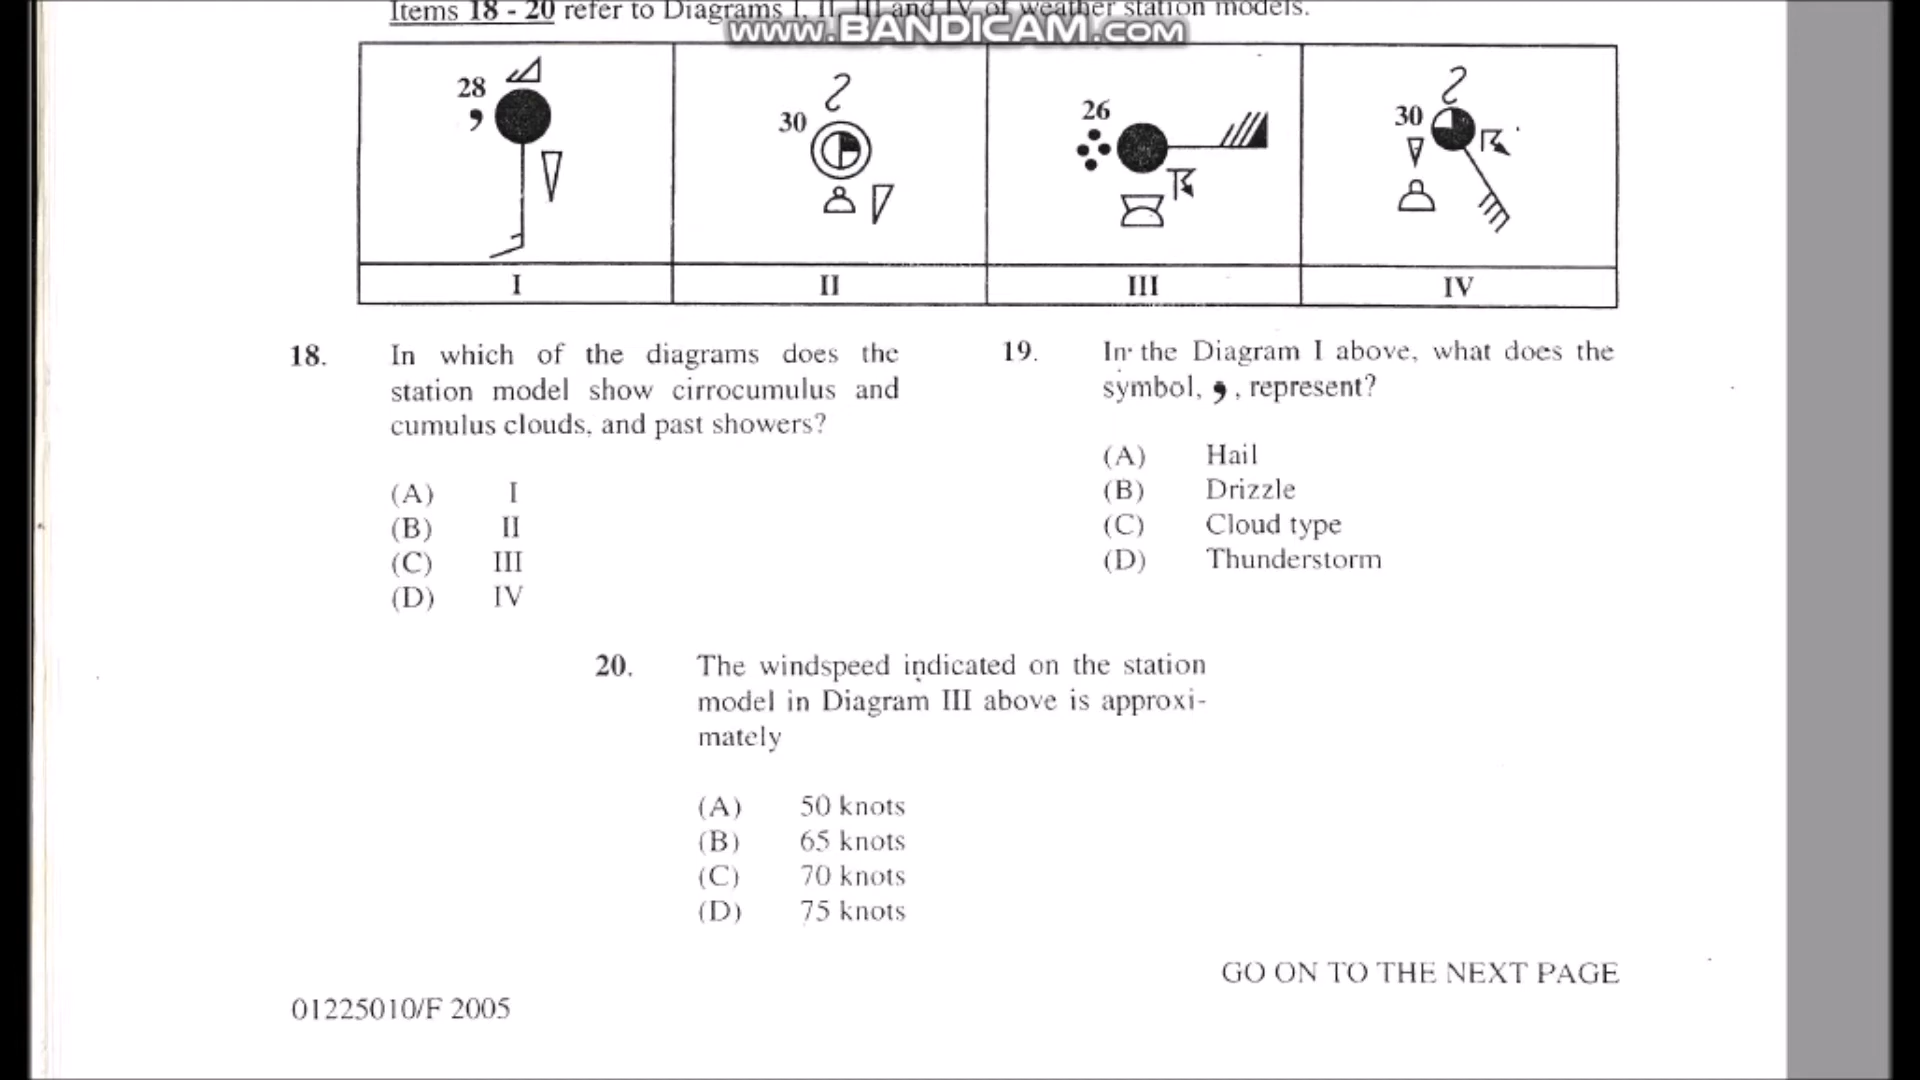 Items 18 - 20 refer to Diagrams I, II, III and IV of weather station models.
www.BANDICAM.com
28
30
26
30
I
II
III
IV
18. In which of the diagrams does the
station model show cirrocumulus and
cumulus clouds, and past showers?
(A) I
(B) II
(C) III
(D) IV
19. In the Diagram I above, what does the
symbol, , represent?
(A) Hail
(B) Drizzle
(C) Cloud type
(D) Thunderstorm
20. The windspeed indicated on the station
model in Diagram III above is approxi-
mately
(A) 50 knots
(B) 65 knots
(C) 70 knots
(D) 75 knots
GO ON TO THE NEXT PAGE
01225010/F 2005